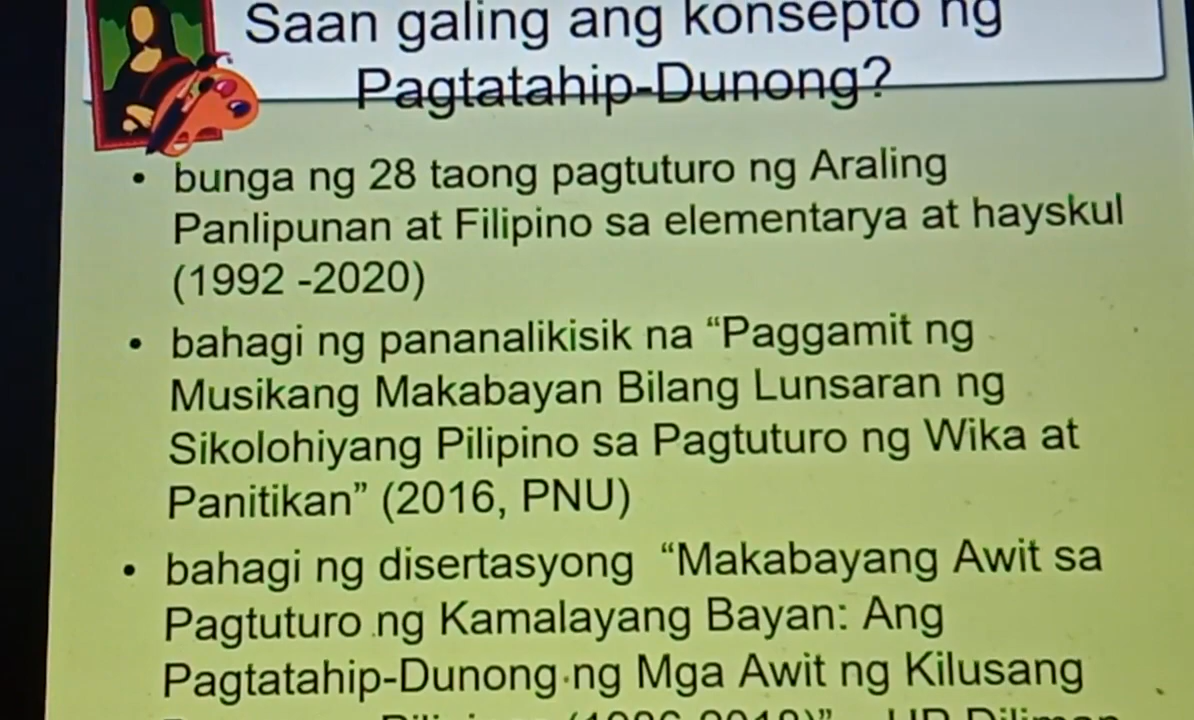 Saan galing ang konsepto ng
Pagtatahip-Dunong?
• bunga ng 28 taong pagtuturo ng Araling
Panlipunan at Filipino sa elementarya at hayskul
(1992 -2020)
• bahagi ng pananalikisik na “Paggamit ng
Musikang Makabayan Bilang Lunsaran ng
Sikolohiyang Pilipino sa Pagtuturo ng Wika at
Panitikan” (2016, PNU)
• bahagi ng disertasyong “Makabayang Awit sa
Pagtuturo ng Kamalayang Bayan: Ang
Pagtatahip-Dunong ng Mga Awit ng Kilusang